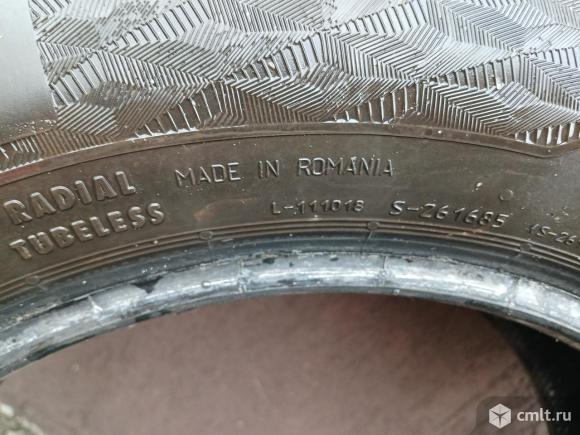 RADIAL
TUBELESS
MADE IN ROMANIA
L-111018 S-261685
cmlt.ru